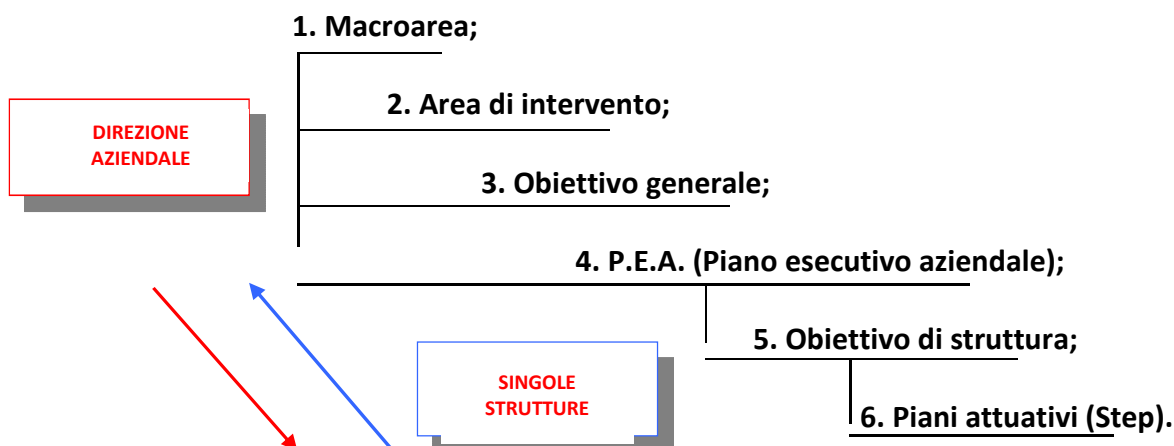 1. Macroarea;
2. Area di intervento;
DIREZIONE
AZIENDALE
3. Obiettivo generale;
4. P.E.A. (Piano esecutivo aziendale);
5. Obiettivo di struttura;
SINGOLE
STRUTTURE
6. Piani attuativi (Step).